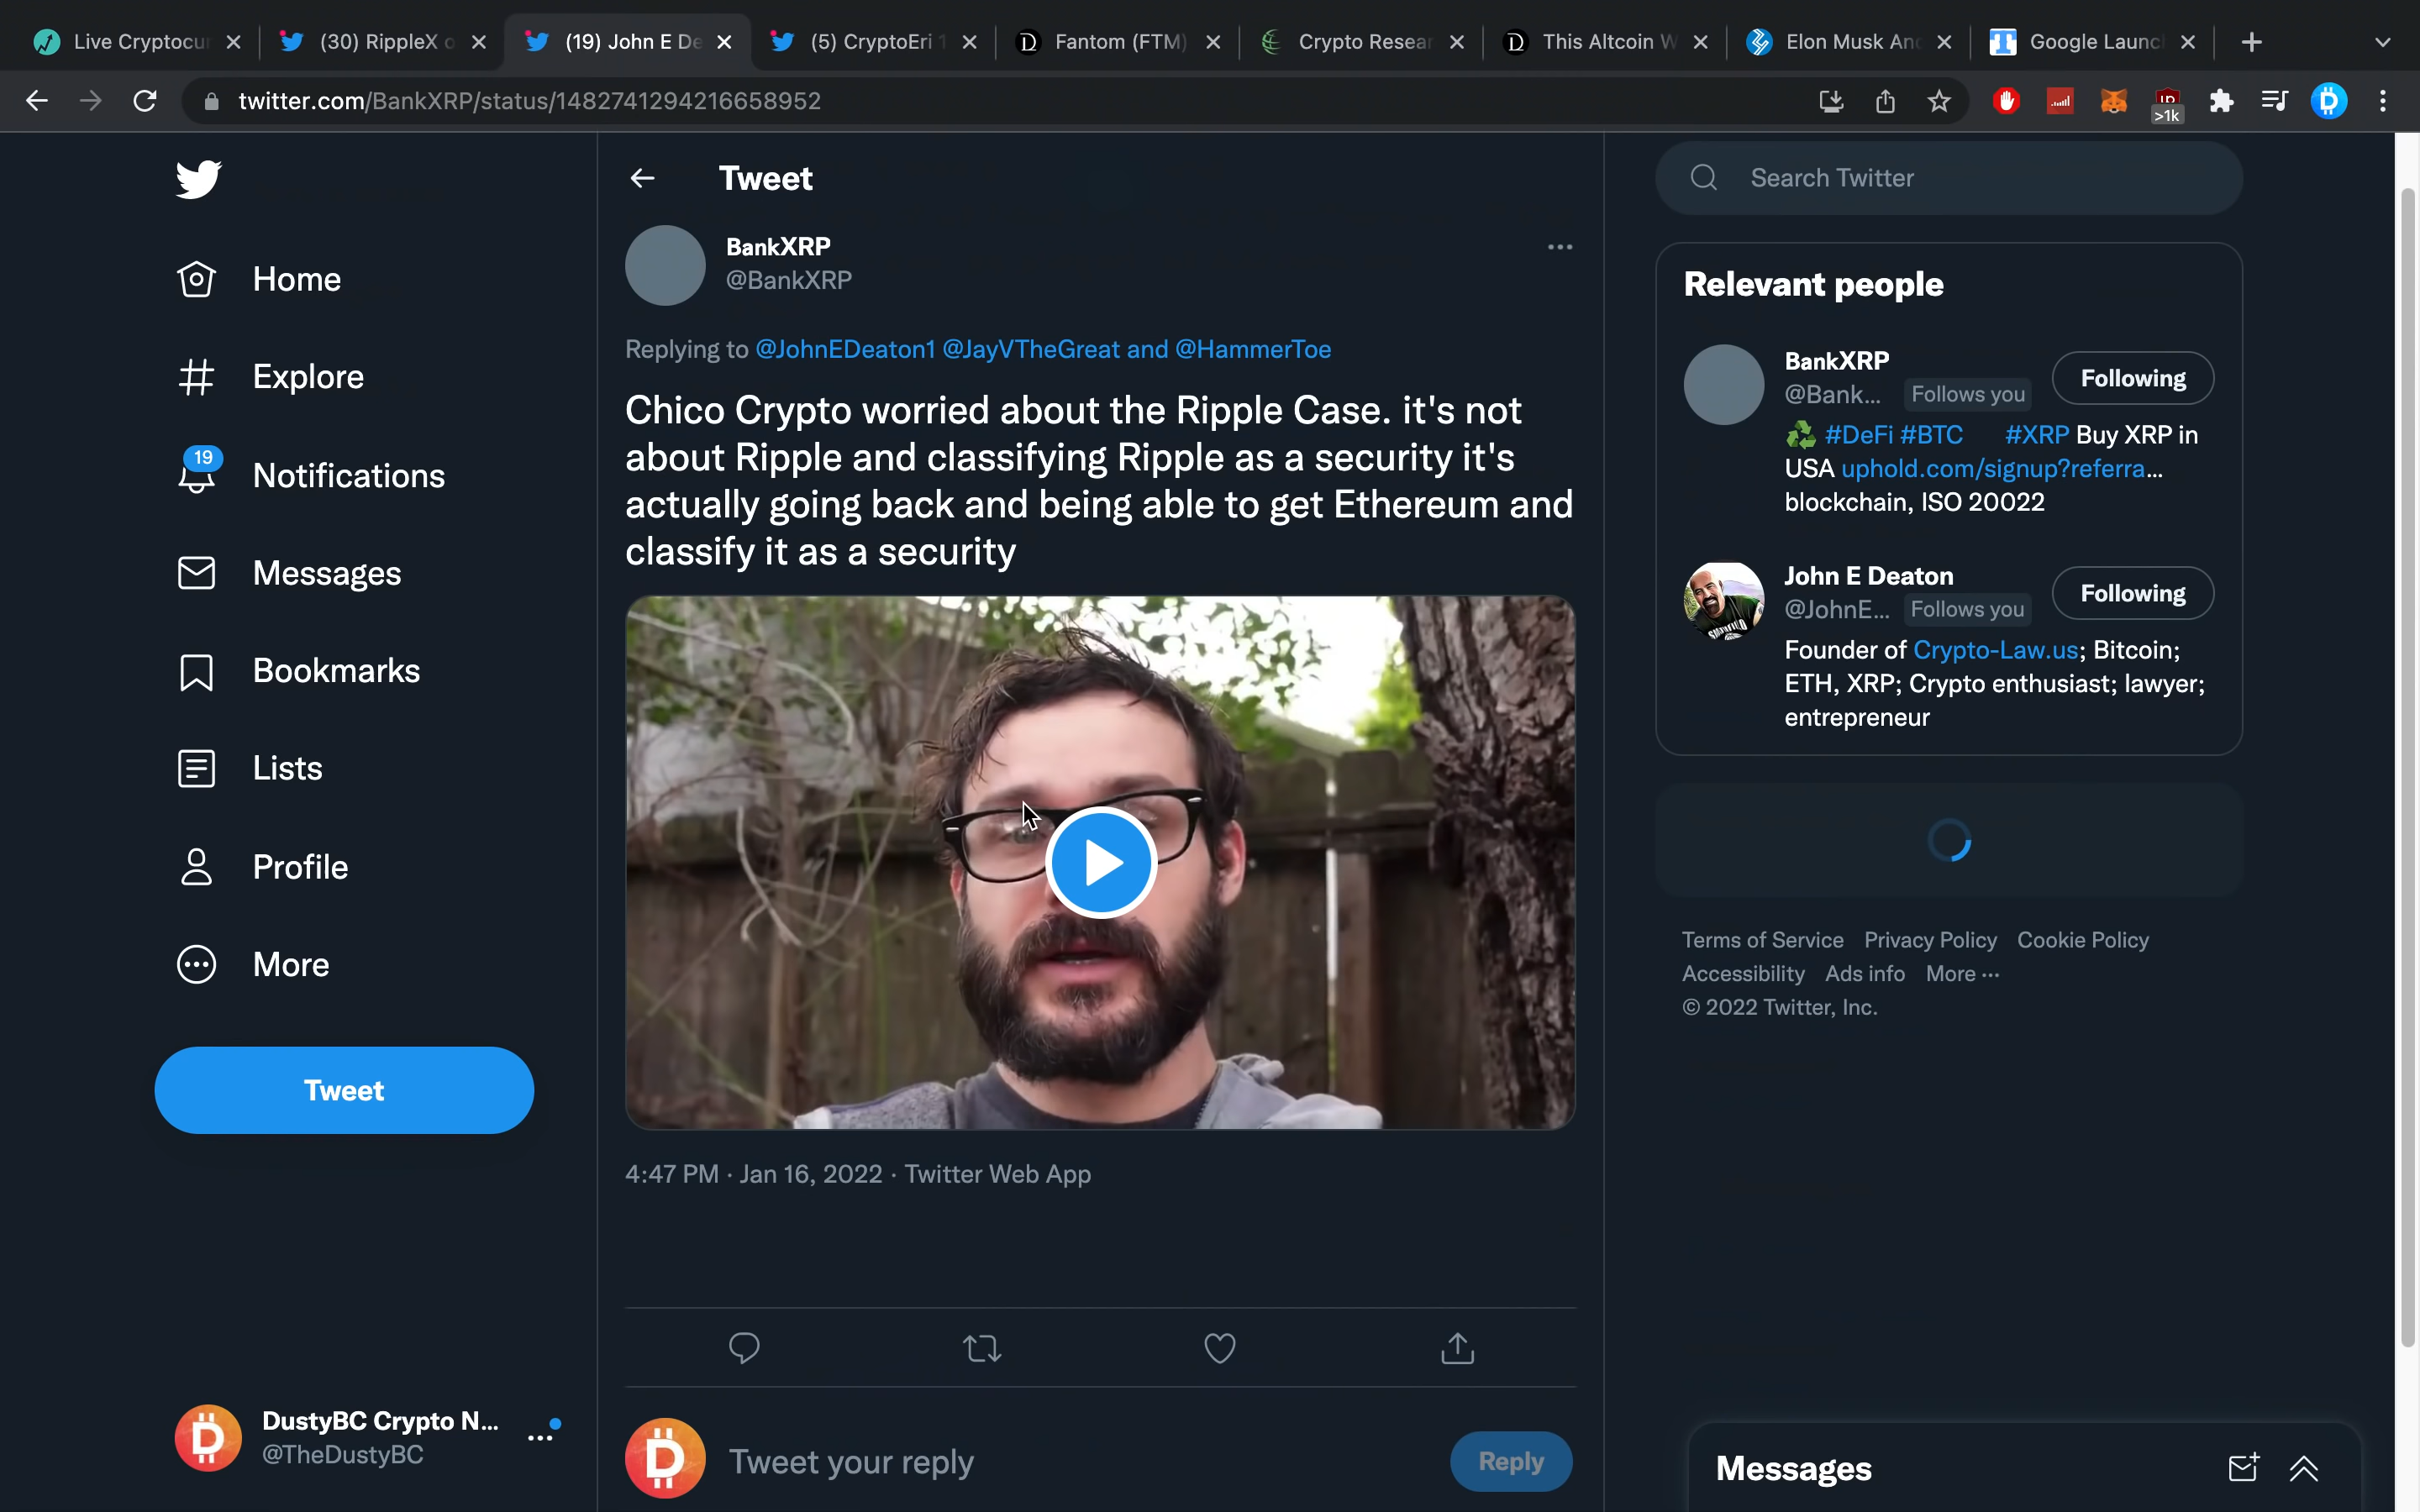 Live Cryptocur
(30) RippleX o
(19) John E De
(5) CryptoEri 1
Fantom (FTM)
Crypto Resear
This Altcoin W
Elon Musk An
Google Launc
twitter.com/BankXRP/status/1482741294216658952
>1k
Home
Explore
19
Notifications
Messages
Bookmarks
Lists
Profile
More
Tweet
DustyBC Crypto N...
@TheDustyBC
Tweet
BankXRP
@BankXRP
Replying to @JohnEDeaton1 @JayVTheGreat and @HammerToe
Chico Crypto worried about the Ripple Case. it's not
about Ripple and classifying Ripple as a security it's
actually going back and being able to get Ethereum and
classify it as a security
4:47 PM · Jan 16, 2022 · Twitter Web App
Tweet your reply
Reply
Search Twitter
Relevant people
BankXRP
@Bank... Follows you
Following
#DeFi #BTC #XRP Buy XRP in
USA uphold.com/signup?referra...
blockchain, ISO 20022
John E Deaton
@JohnE... Follows you
Following
Founder of Crypto-Law.us; Bitcoin;
ETH, XRP; Crypto enthusiast; lawyer;
entrepreneur
Terms of Service Privacy Policy Cookie Policy
Accessibility Ads info More ···
© 2022 Twitter, Inc.
Messages